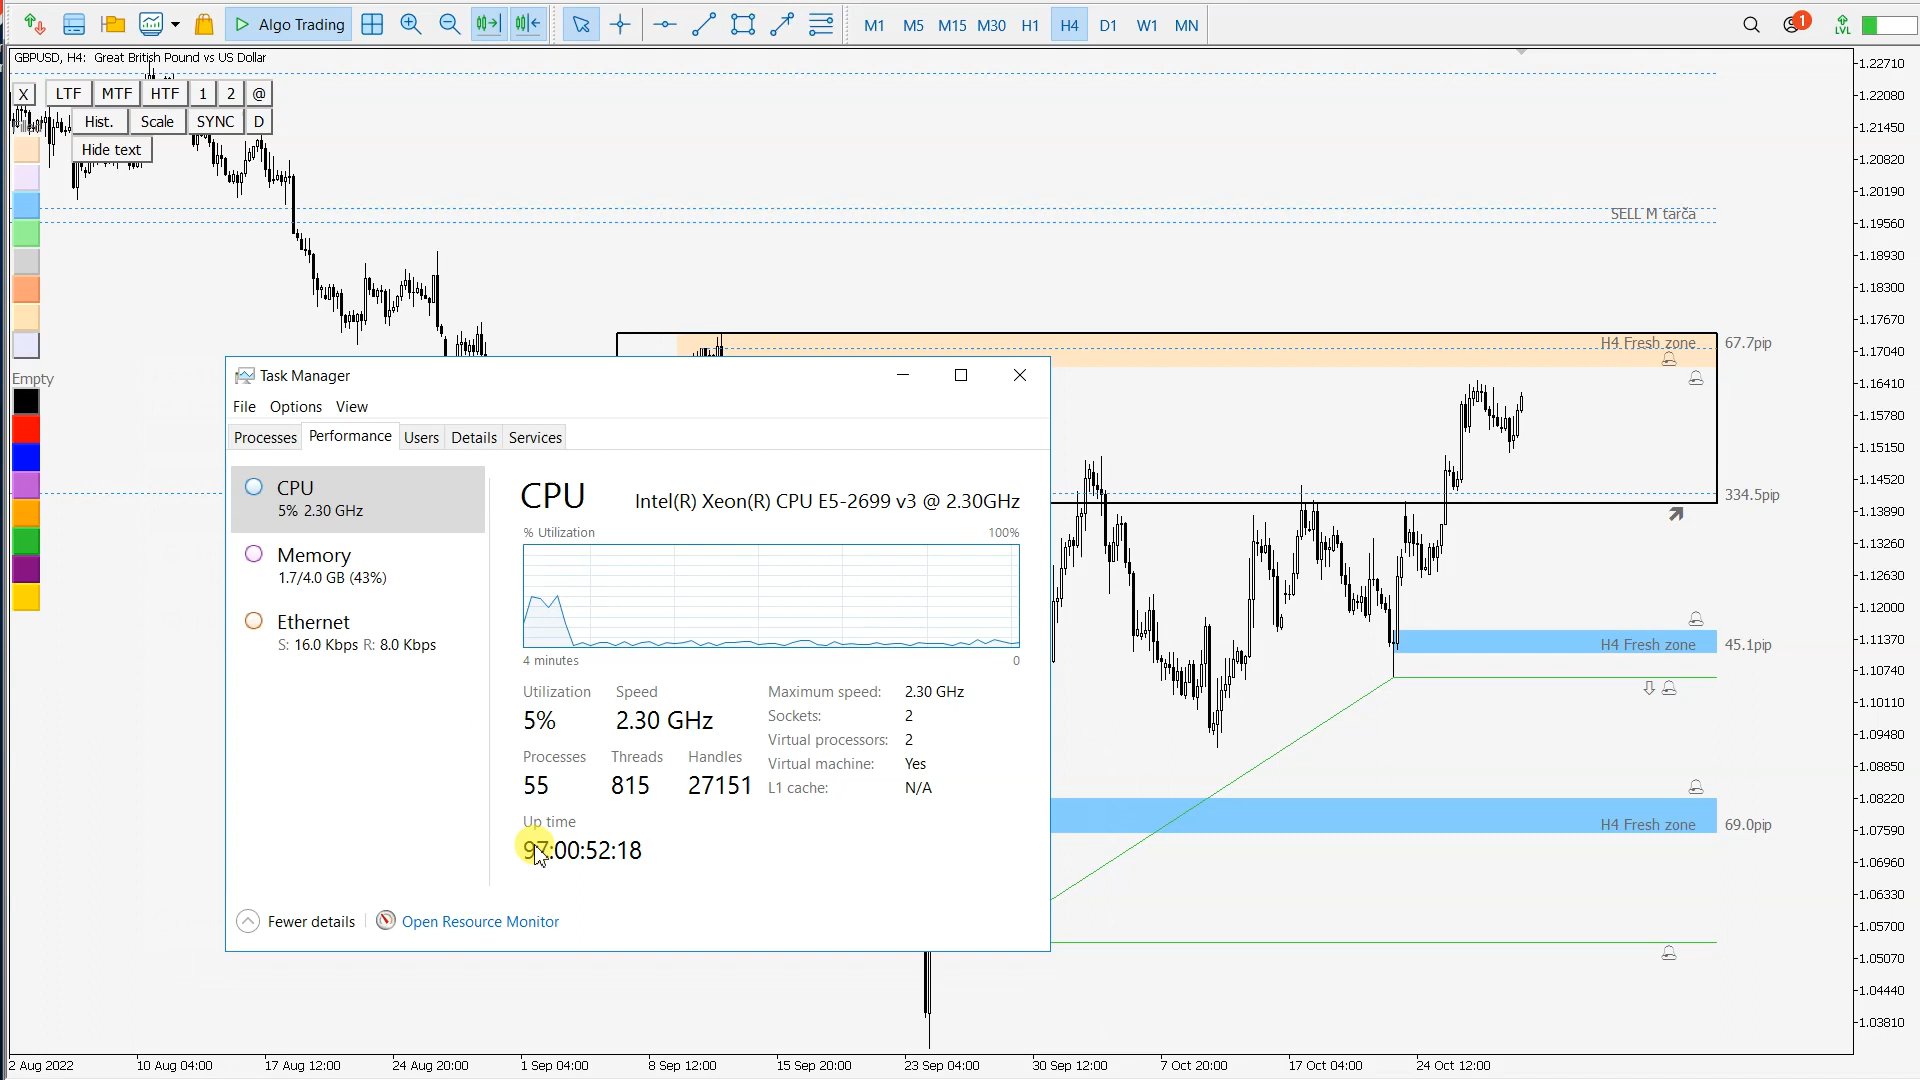 Algo Trading M1 M5 M15 M30 H1 H4 D1 W1 MN 1 LVL
GBPUSD, H4: Great British Pound vs US Dollar
X LTF MTF HTF 1 2 @
Hist. Scale SYNC D
Hide text
Empty
SELL M tarča
H4 Fresh zone 67.7pip
334.5pip
H4 Fresh zone 45.1pip
H4 Fresh zone 69.0pip
Task Manager
File Options View
Processes Performance Users Details Services
CPU
5% 2.30 GHz
Memory
1.7/4.0 GB (43%)
Ethernet
S: 16.0 Kbps R: 8.0 Kbps
CPU Intel(R) Xeon(R) CPU E5-2699 v3 @ 2.30GHz
% Utilization 100%
4 minutes 0
Utilization Speed
5% 2.30 GHz
Processes Threads Handles
55 815 27151
Up time
97:00:52:18
Maximum speed: 2.30 GHz
Sockets: 2
Virtual processors: 2
Virtual machine: Yes
L1 cache: N/A
Fewer details Open Resource Monitor
1.22710
1.22080
1.21450
1.20820
1.20190
1.19560
1.18930
1.18300
1.17670
1.17040
1.16410
1.15780
1.15150
1.14520
1.13890
1.13260
1.12630
1.12000
1.11370
1.10740
1.10110
1.09480
1.08850
1.08220
1.07590
1.06960
1.06330
1.05700
1.05070
1.04440
1.03810
2 Aug 2022 10 Aug 04:00 17 Aug 12:00 24 Aug 20:00 1 Sep 04:00 8 Sep 12:00 15 Sep 20:00 23 Sep 04:00 30 Sep 12:00 7 Oct 20:00 17 Oct 04:00 24 Oct 12:00